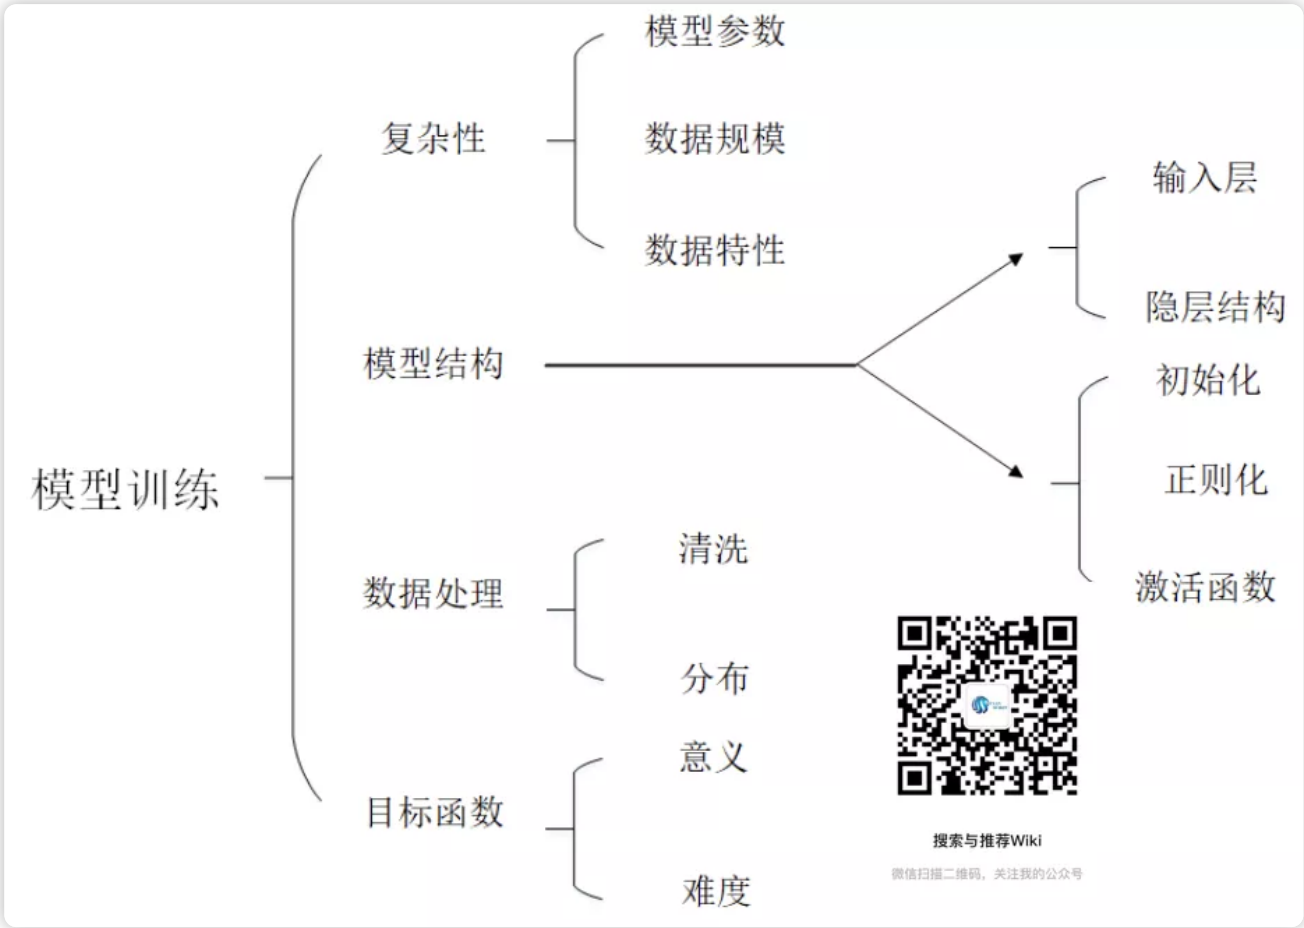 模型训练
复杂性
模型参数
数据规模
数据特性
模型结构
输入层
隐层结构
初始化
正则化
激活函数
数据处理
清洗
分布
目标函数
意义
难度
搜索与推荐Wiki
微信扫描二维码，关注我的公众号